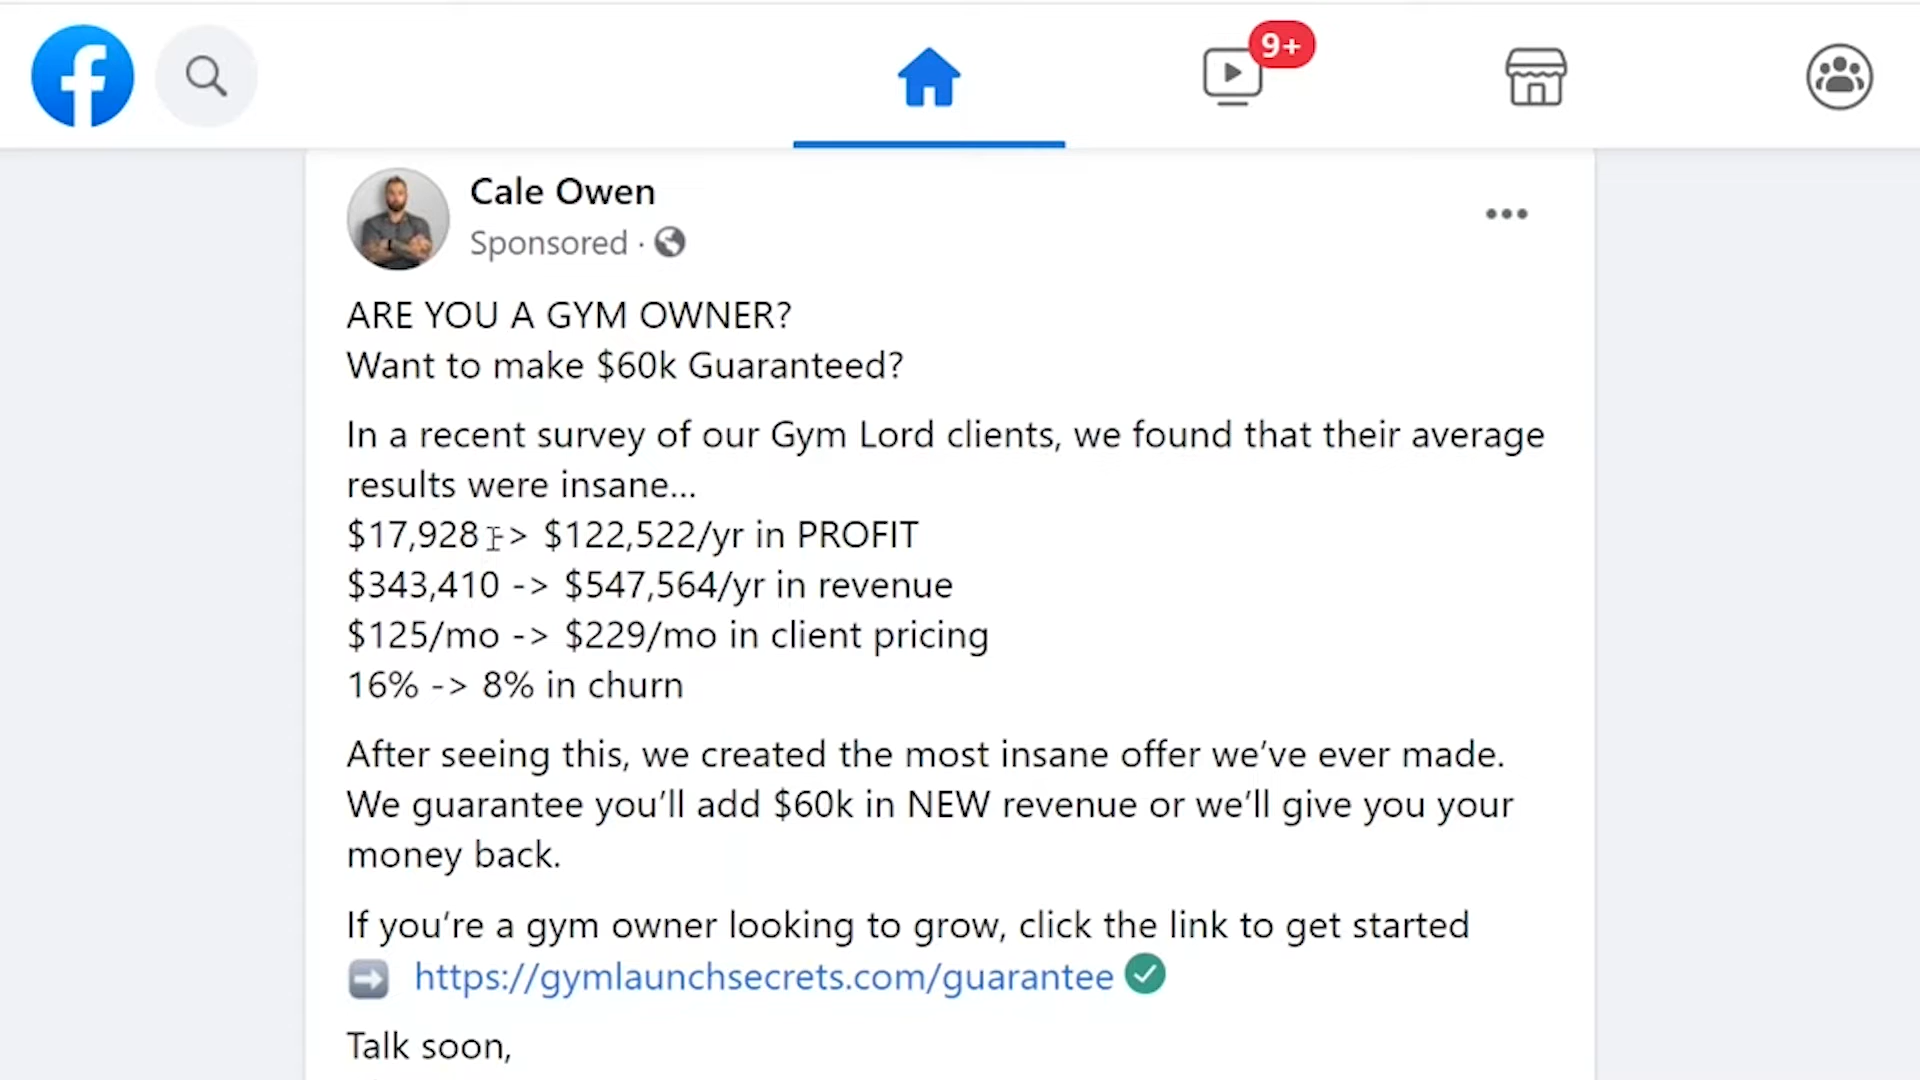 9+
Cale Owen
Sponsored ·
ARE YOU A GYM OWNER?
Want to make $60k Guaranteed?
In a recent survey of our Gym Lord clients, we found that their average
results were insane...
$17,928 -> $122,522/yr in PROFIT
$343,410 -> $547,564/yr in revenue
$125/mo -> $229/mo in client pricing
16% -> 8% in churn
After seeing this, we created the most insane offer we’ve ever made.
We guarantee you’ll add $60k in NEW revenue or we’ll give you your
money back.
If you’re a gym owner looking to grow, click the link to get started
➡ https://gymlaunchsecrets.com/guarantee
Talk soon,